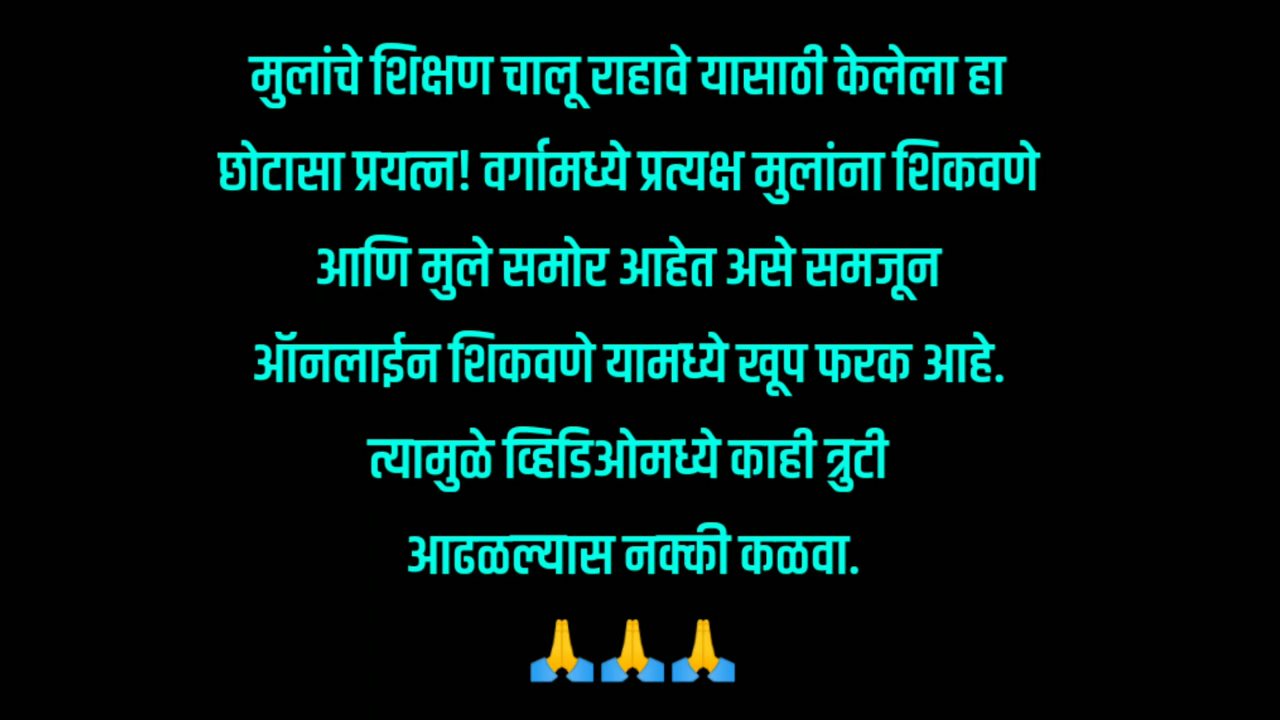 मुलांचे शिक्षण चालू राहावे यासाठी केलेला हा
छोटासा प्रयत्न! वर्गामध्ये प्रत्यक्ष मुलांना शिकवणे
आणि मुले समोर आहेत असे समजून
ऑनलाईन शिकवणे यामध्ये खूप फरक आहे.
त्यामुळे व्हिडिओमध्ये काही त्रुटी
आढळल्यास नक्की कळवा.
🙏🙏🙏